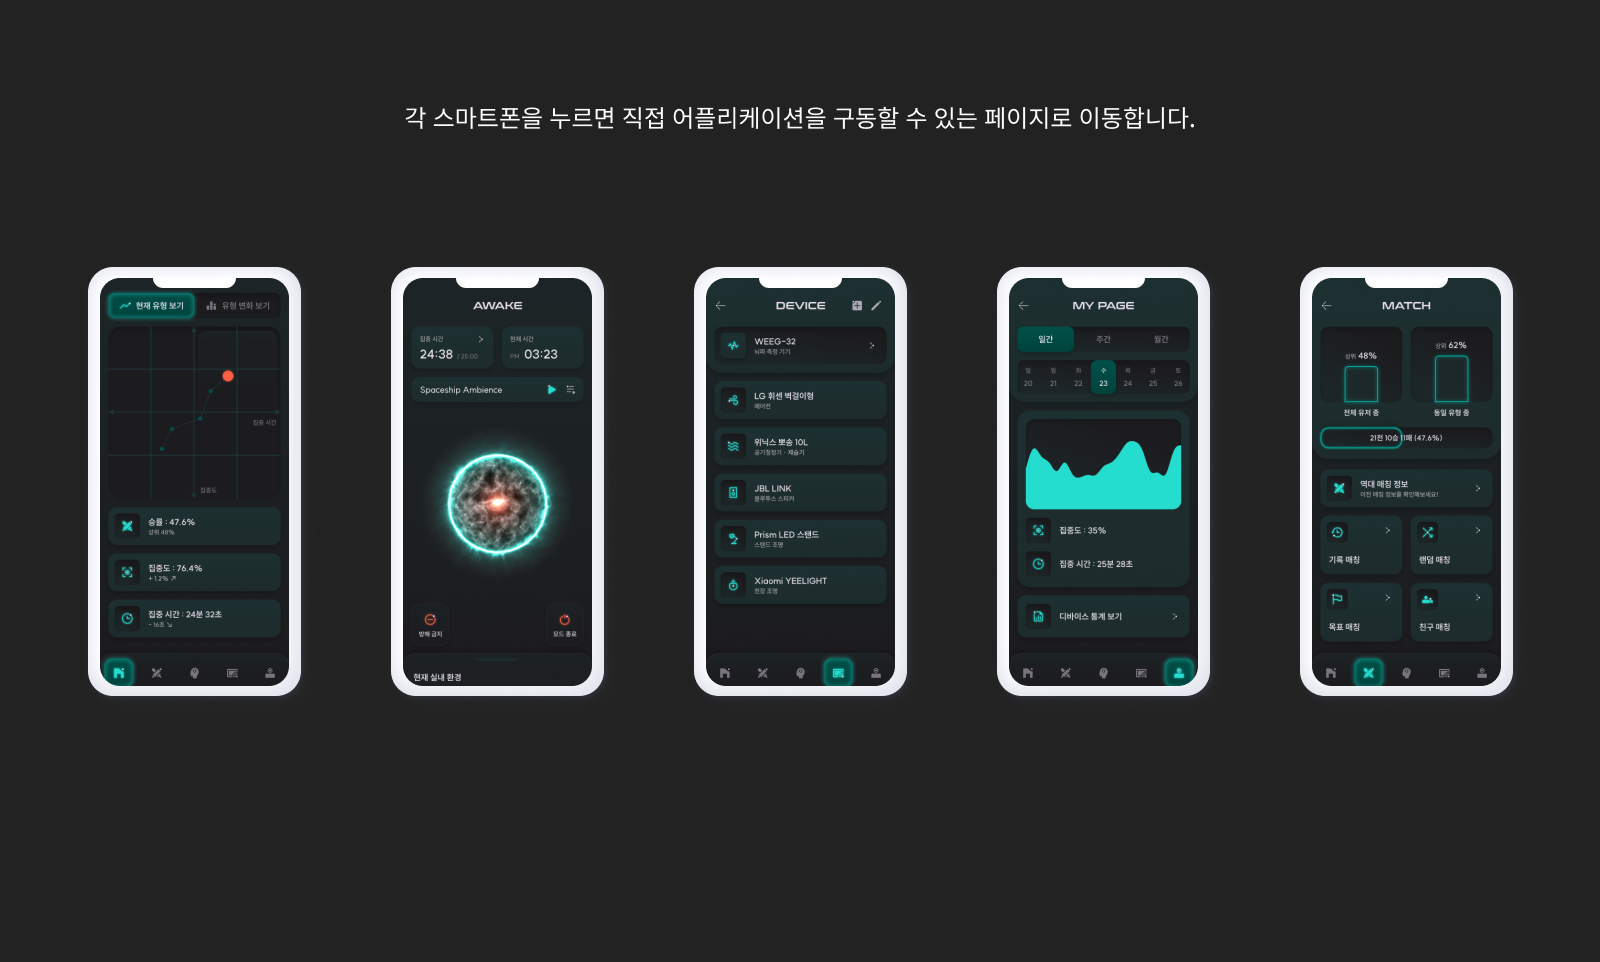 각 스마트폰을 누르면 직접 어플리케이션을 구동할 수 있는 페이지로 이동합니다.
현재 유형 보기
유형 변화 보기
집중 시간
집중도
승률 : 47.6%
상위 48%
집중도 : 76.4%
+ 1.2% ↗
집중 시간 : 24분 32초
- 16초 ↘
AWAKE
집중 시간
24:38 / 25:00
현재 시간
PM 03:23
Spaceship Ambience
방해 금지
모드 종료
현재 실내 환경
DEVICE
WEEG-32
뇌파 측정 기기
LG 휘센 벽걸이형
에어컨
위닉스 뽀송 10L
공기청정기 · 제습기
JBL LINK
블루투스 스피커
Prism LED 스탠드
스탠드 조명
Xiaomi YEELIGHT
천장 조명
MY PAGE
일간 주간 월간
일 월 화 수 목 금 토
20 21 22 23 24 25 26
집중도 : 35%
집중 시간 : 25분 28초
디바이스 통계 보기
MATCH
상위 48%
상위 62%
전체 유저 중
동일 유형 중
21전 10승 11패 (47.6%)
역대 매칭 정보
이전 매칭 정보를 확인해보세요!
기록 매칭
랜덤 매칭
목표 매칭
친구 매칭